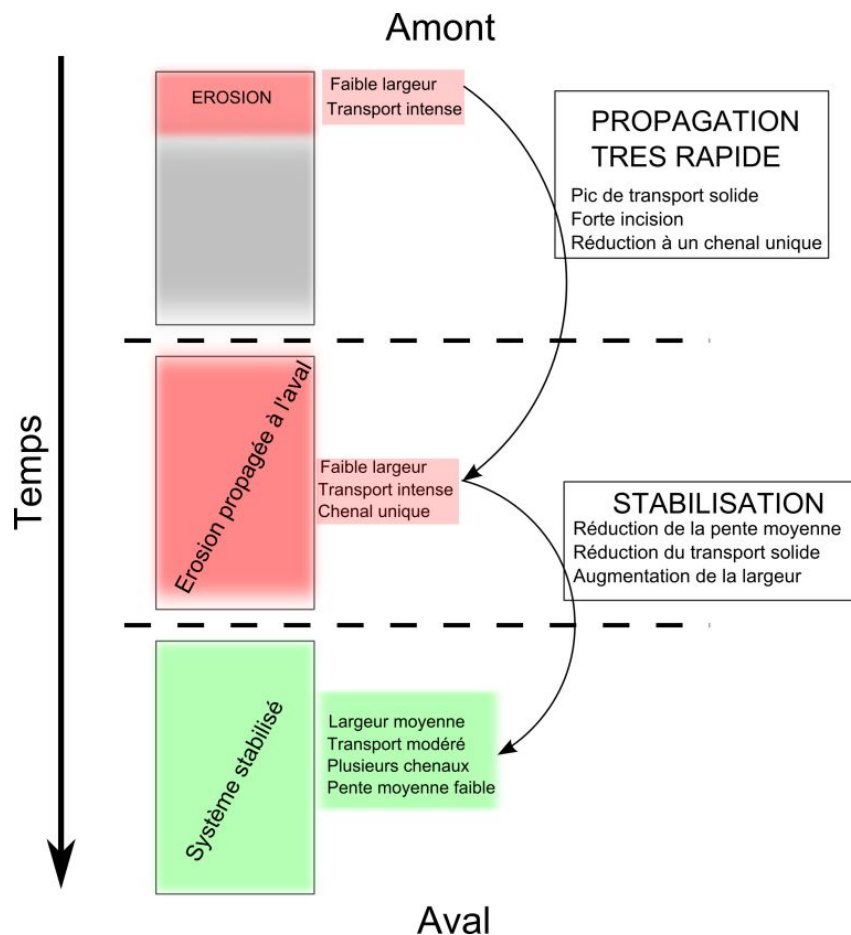 Amont
EROSION
Faible largeur
Transport intense
PROPAGATION
TRES RAPIDE
Pic de transport solide
Forte incision
Réduction à un chenal unique
Temps
Erosion propagée à l'aval
Faible largeur
Transport intense
Chenal unique
STABILISATION
Réduction de la pente moyenne
Réduction du transport solide
Augmentation de la largeur
Système stabilisé
Largeur moyenne
Transport modéré
Plusieurs chenaux
Pente moyenne faible
Aval